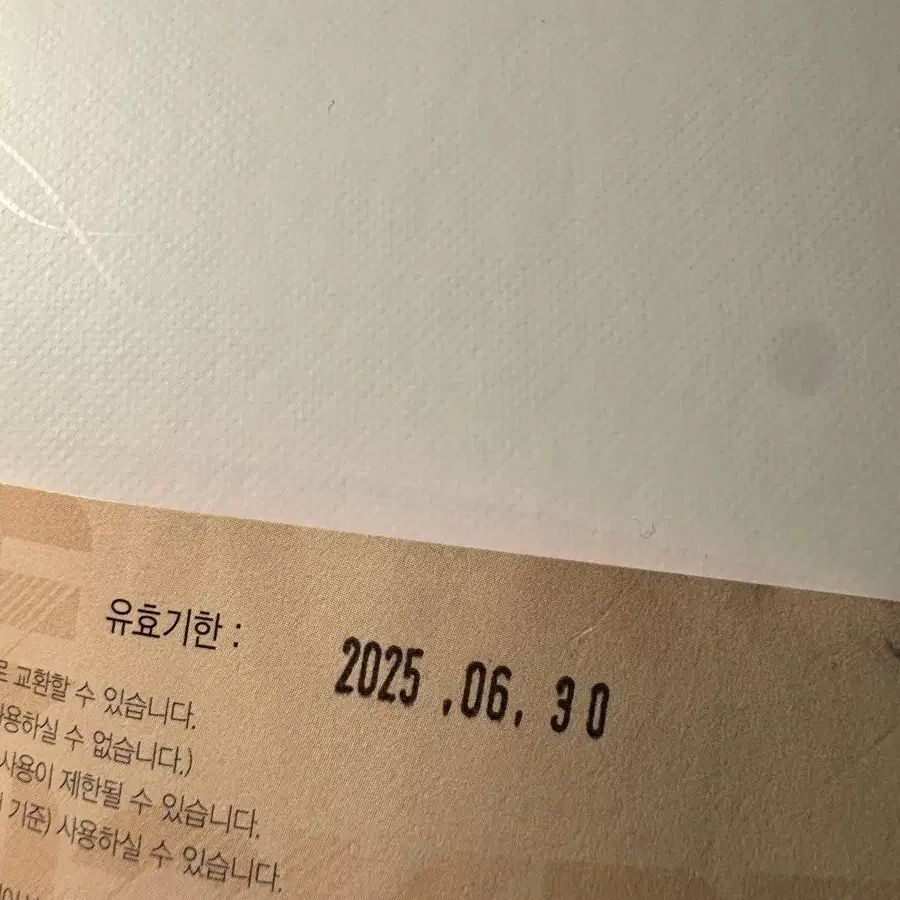 유효기한 : 2025 .06. 30
로 교환할 수 있습니다.
사용하실 수 없습니다.)
사용이 제한될 수 있습니다.
기준) 사용하실 수 있습니다.